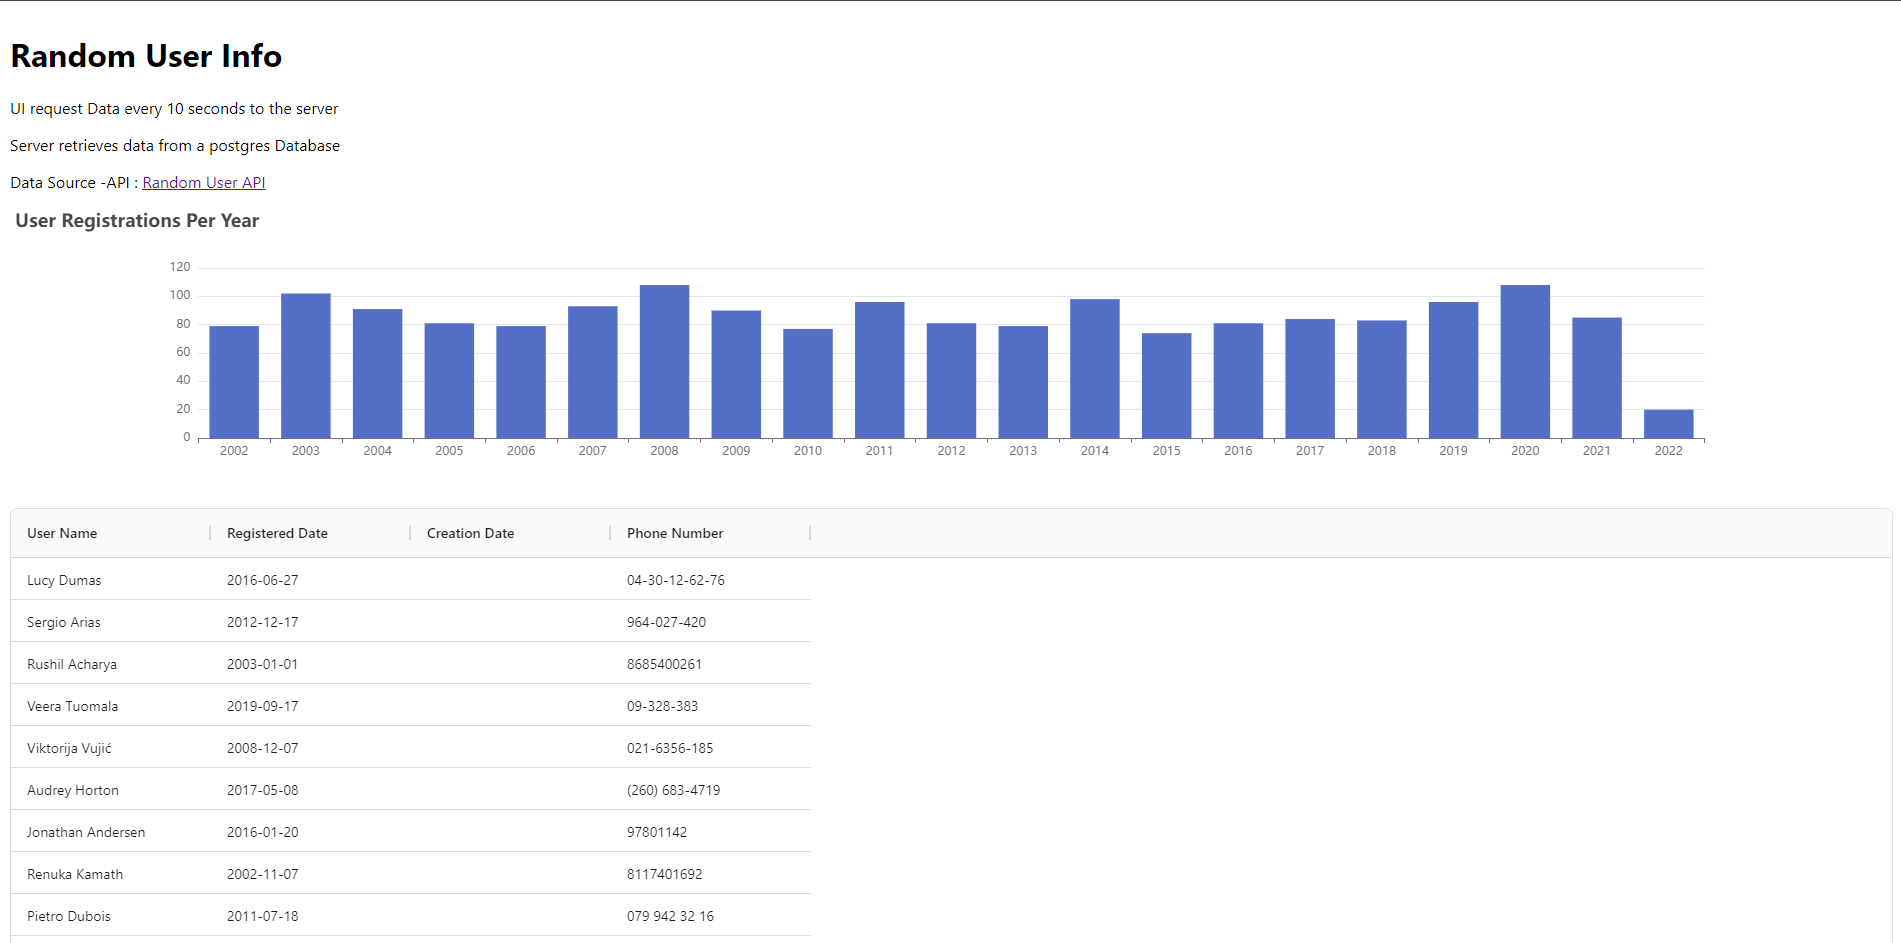 Random User Info
UI request Data every 10 seconds to the server
Server retrieves data from a postgres Database
Data Source -API : Random User API
User Registrations Per Year
120
100
80
60
40
20
0
2002 2003 2004 2005 2006 2007 2008 2009 2010 2011 2012 2013 2014 2015 2016 2017 2018 2019 2020 2021 2022
User Name Registered Date Creation Date Phone Number
Lucy Dumas 2016-06-27 04-30-12-62-76
Sergio Arias 2012-12-17 964-027-420
Rushil Acharya 2003-01-01 8685400261
Veera Tuomala 2019-09-17 09-328-383
Viktorija Vujić 2008-12-07 021-6356-185
Audrey Horton 2017-05-08 (260) 683-4719
Jonathan Andersen 2016-01-20 97801142
Renuka Kamath 2002-11-07 8117401692
Pietro Dubois 2011-07-18 079 942 32 16